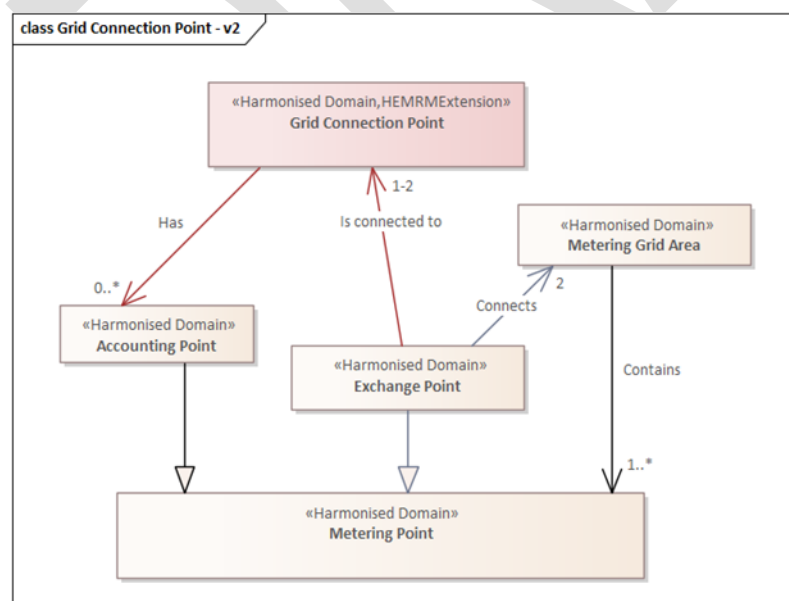 class Grid Connection Point - v2
«Harmonised Domain,HEMRMExtension»
Grid Connection Point
1-2
Has
Is connected to
«Harmonised Domain»
Metering Grid Area
2
0..*
Connects
«Harmonised Domain»
Accounting Point
«Harmonised Domain»
Exchange Point
Contains
1..*
«Harmonised Domain»
Metering Point